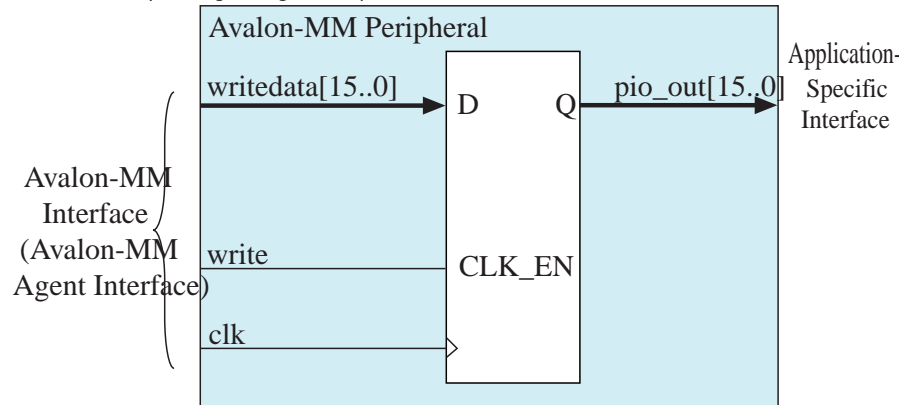 Avalon-MM Peripheral
writedata[15..0]
D
Q
pio_out[15..0]
Application-
Specific
Interface
Avalon-MM
Interface
(Avalon-MM
Agent Interface)
write
CLK_EN
clk